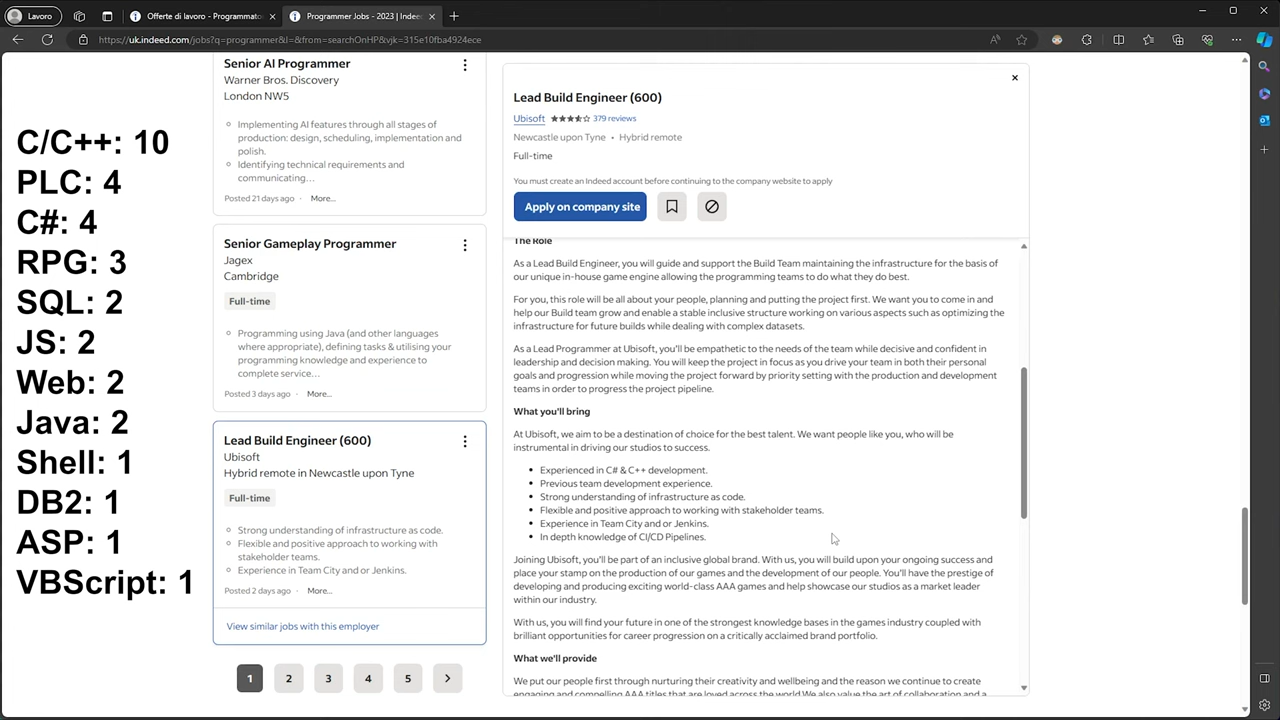 Lavoro
Offerte di lavoro - Programmato
Programmer Jobs - 2023 | Indee
https://uk.indeed.com/jobs?q=programmer&l=&from=searchOnHP&vjk=315e10fba4924ece
C/C++: 10
PLC: 4
C#: 4
RPG: 3
SQL: 2
JS: 2
Web: 2
Java: 2
Shell: 1
DB2: 1
ASP: 1
VBScript: 1
Senior AI Programmer
Warner Bros. Discovery
London NW5
Implementing AI features through all stages of
production: design, scheduling, implementation and
polish.
Identifying technical requirements and
communicating…
Posted 21 days ago · More...
Senior Gameplay Programmer
Jagex
Cambridge
Full-time
Programming using Java (and other languages
where appropriate), defining tasks & utilising your
programming knowledge and experience to
complete service…
Posted 3 days ago · More...
Lead Build Engineer (600)
Ubisoft
Hybrid remote in Newcastle upon Tyne
Full-time
Strong understanding of infrastructure as code.
Flexible and positive approach to working with
stakeholder teams.
Experience in Team City and or Jenkins.
Posted 2 days ago · More...
View similar jobs with this employer
1 2 3 4 5
Lead Build Engineer (600)
Ubisoft 379 reviews
Newcastle upon Tyne • Hybrid remote
Full-time
You must create an Indeed account before continuing to the company website to apply
Apply on company site
The Role
As a Lead Build Engineer, you will guide and support the Build Team maintaining the infrastructure for the basis of
our unique in-house game engine allowing the programming teams to do what they do best.
For you, this role will be all about your people, planning and putting the project first. We want you to come in and
help our Build team grow and enable a stable inclusive structure working on various aspects such as optimizing the
infrastructure for future builds while dealing with complex datasets.
As a Lead Programmer at Ubisoft, you'll be empathetic to the needs of the team while decisive and confident in
leadership and decision making. You will keep the project in focus as you drive your team in both their personal
goals and progression while moving the project forward by priority setting with the production and development
teams in order to progress the project pipeline.
What you'll bring
At Ubisoft, we aim to be a destination of choice for the best talent. We want people like you, who will be
instrumental in driving our studios to success.
Experienced in C# & C++ development.
Previous team development experience.
Strong understanding of infrastructure as code.
Flexible and positive approach to working with stakeholder teams.
Experience in Team City and or Jenkins.
In depth knowledge of CI/CD Pipelines.
Joining Ubisoft, you'll be part of an inclusive global brand. With us, you will build upon your ongoing success and
place your stamp on the production of our games and the development of our people. You'll have the prestige of
developing and producing exciting world-class AAA games and help showcase our studios as a market leader
within our industry.
With us, you will find your future in one of the strongest knowledge bases in the games industry coupled with
brilliant opportunities for career progression on a critically acclaimed brand portfolio.
What we'll provide
We put our people first through nurturing their creativity and wellbeing and the reason we continue to create
engaging and compelling AAA titles that are loved across the world.We also value the art of collaboration and a